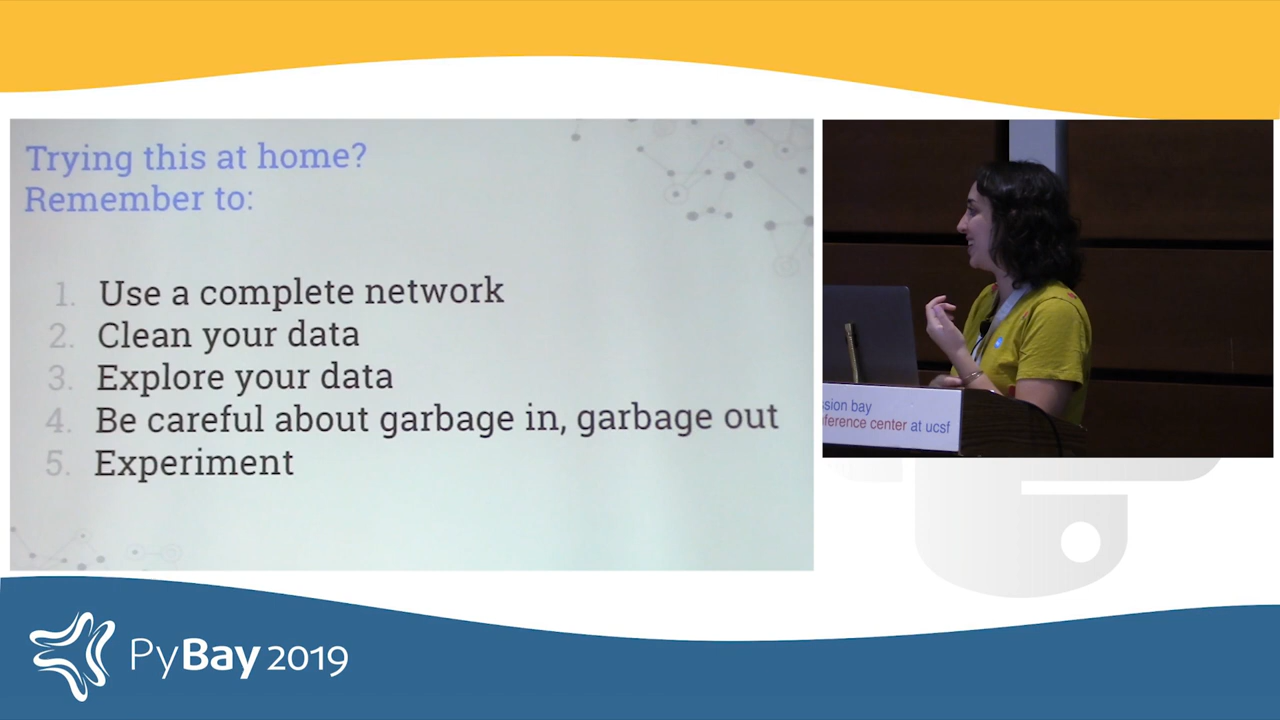 Trying this at home?
Remember to:
1. Use a complete network
2. Clean your data
3. Explore your data
4. Be careful about garbage in, garbage out
5. Experiment
sion bay
ference center at ucsf
PyBay 2019